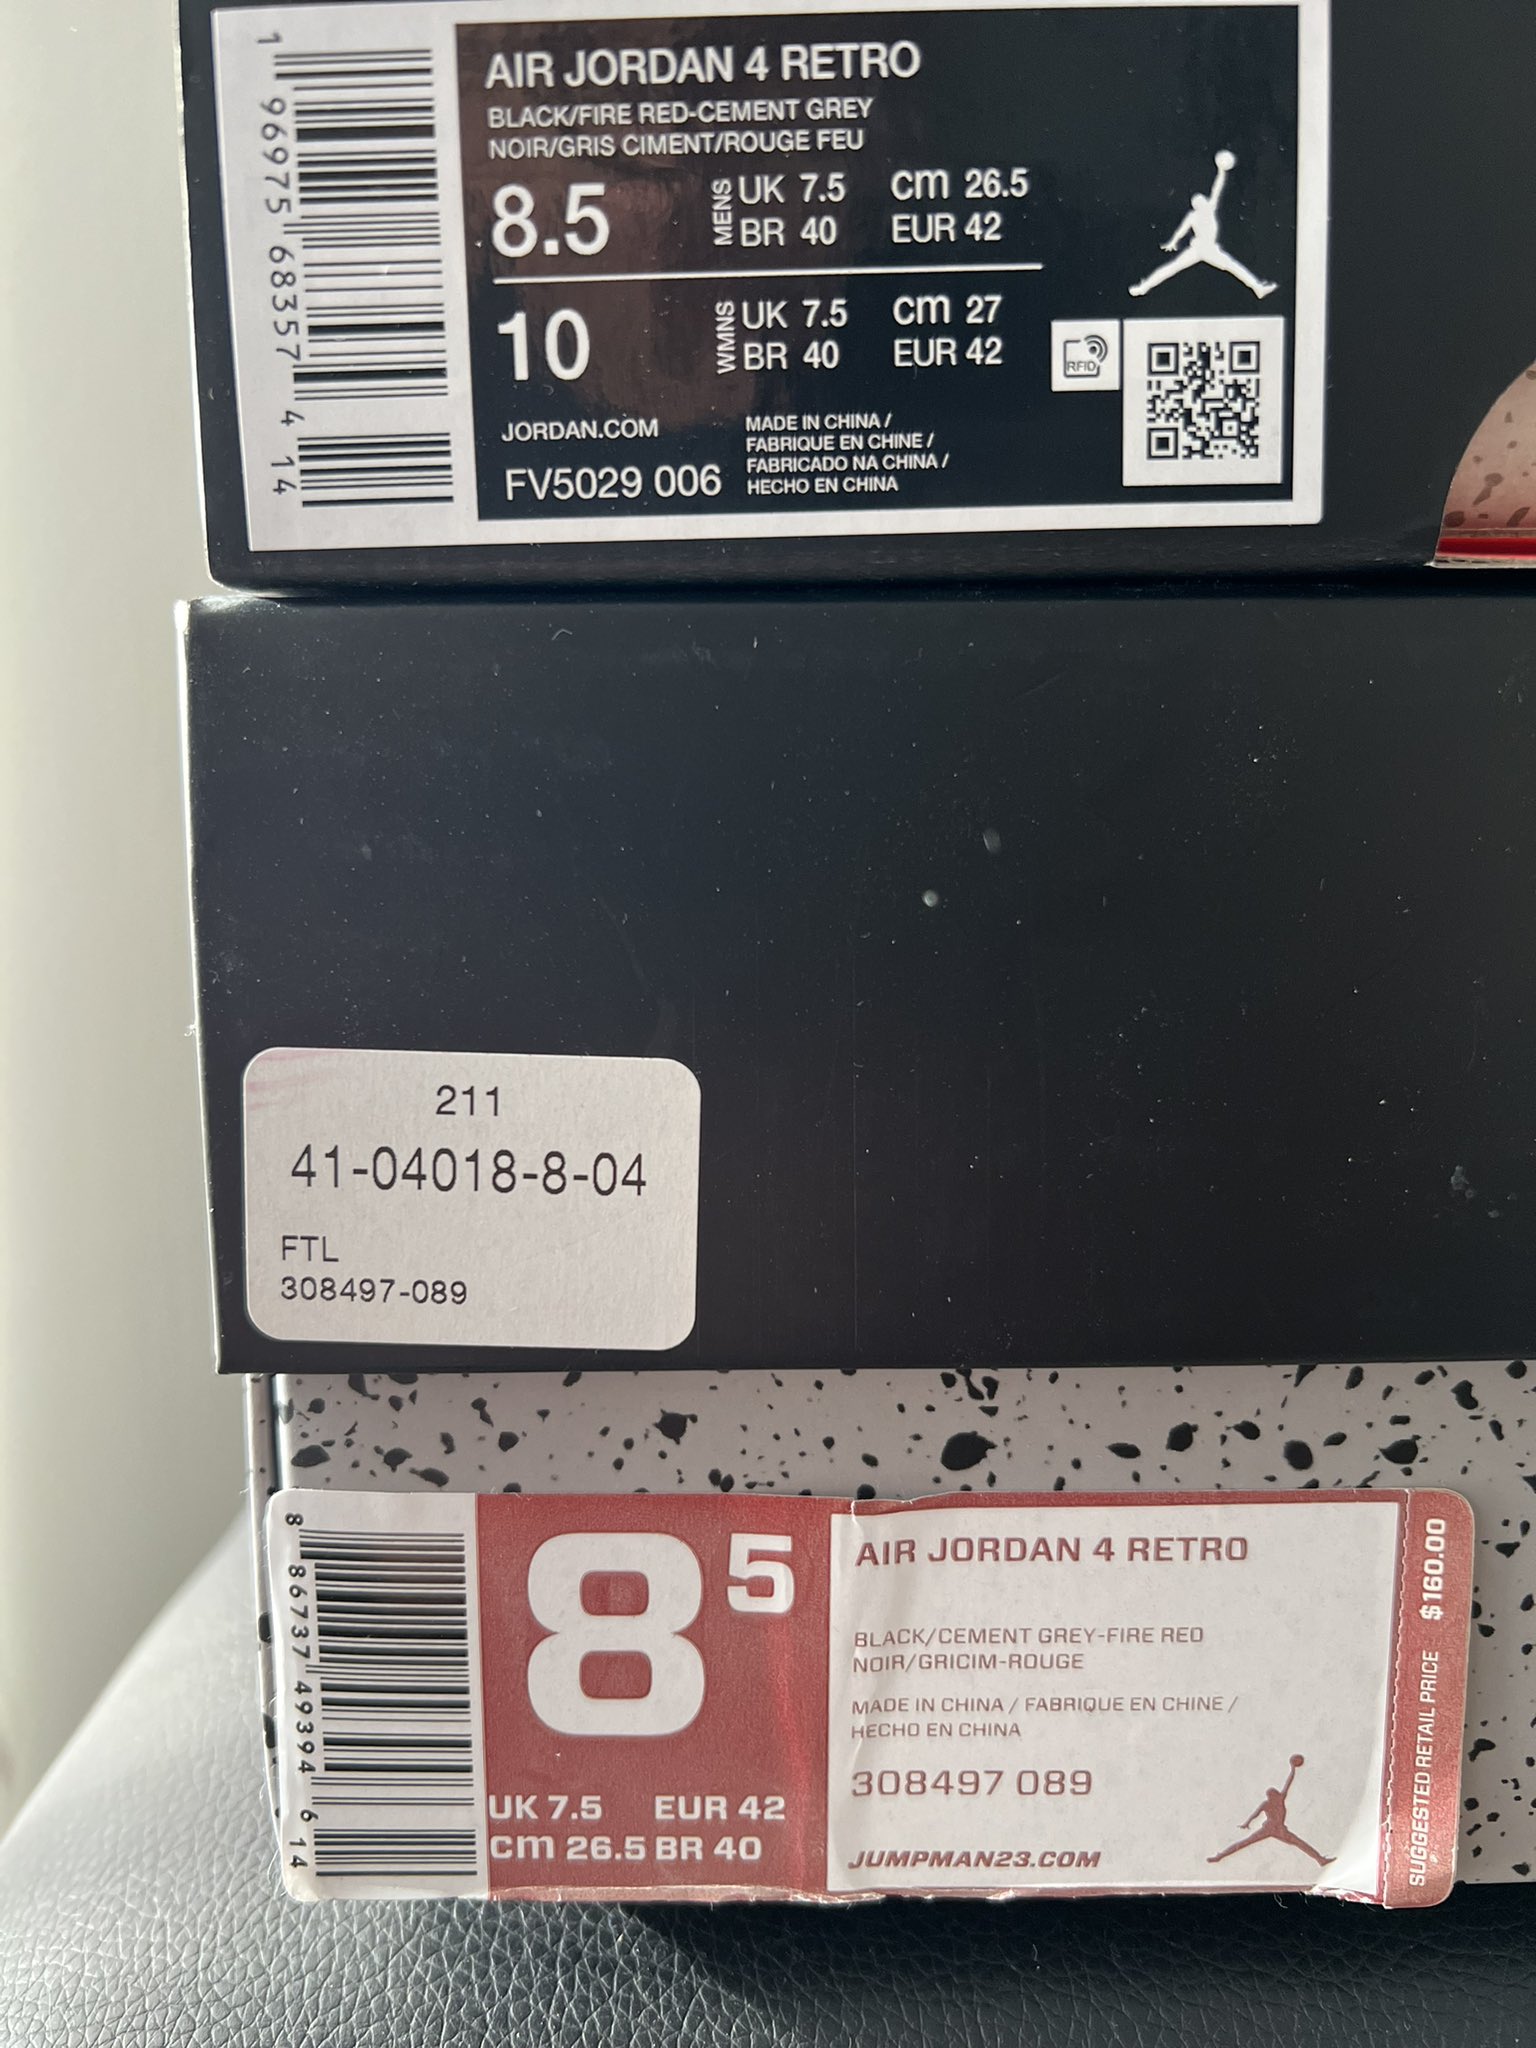 1 96975 68357 4 14
AIR JORDAN 4 RETRO
BLACK/FIRE RED-CEMENT GREY
NOIR/GRIS CIMENT/ROUGE FEU
8.5 MENS UK 7.5 cm 26.5
BR 40 EUR 42
10 WMNS UK 7.5 cm 27
BR 40 EUR 42
RFID
JORDAN.COM
FV5029 006
MADE IN CHINA /
FABRIQUE EN CHINE /
FABRICADO NA CHINA /
HECHO EN CHINA
211
41-04018-8-04
FTL
308497-089
8 86737 49394 6 14
8 5
UK 7.5 EUR 42
cm 26.5 BR 40
AIR JORDAN 4 RETRO
BLACK/CEMENT GREY-FIRE RED
NOIR/GRICIM-ROUGE
MADE IN CHINA / FABRIQUE EN CHINE /
HECHO EN CHINA
308497 089
JUMPMAN23.COM
SUGGESTED RETAIL PRICE $160.00